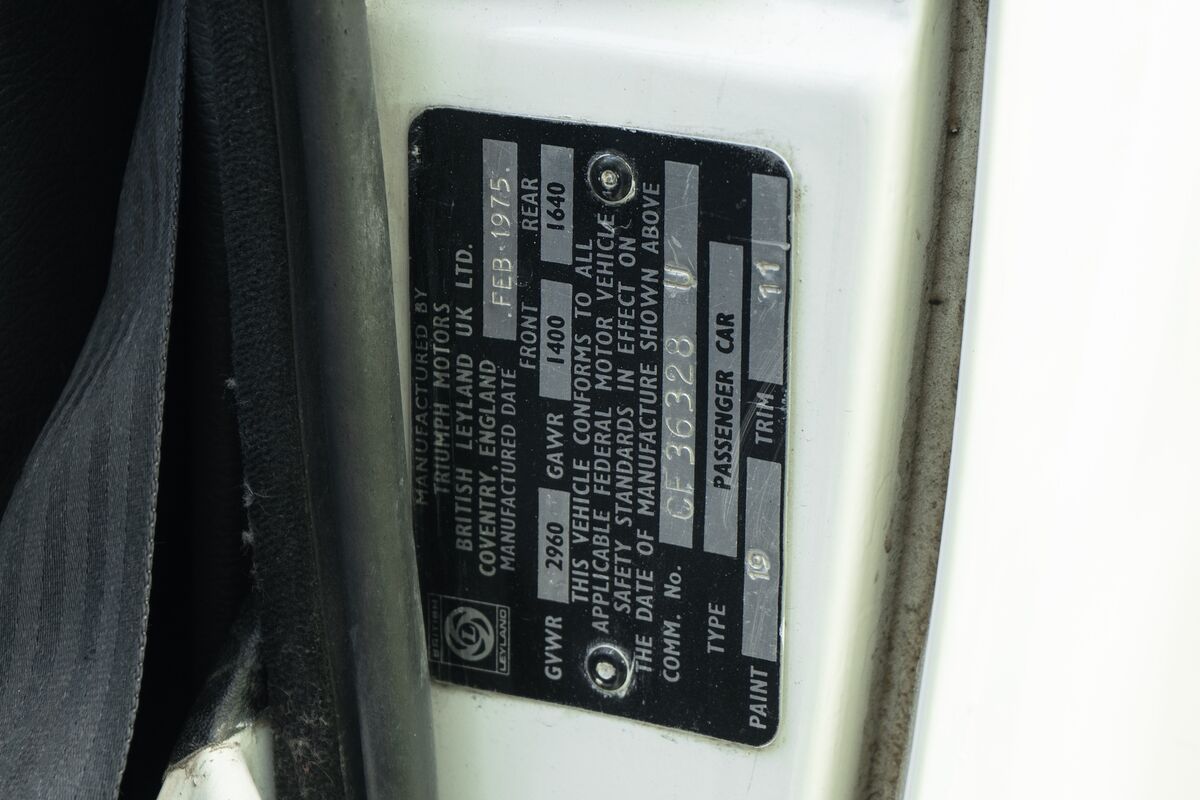 MANUFACTURED BY
TRIUMPH MOTORS
BRITISH LEYLAND UK LTD.
COVENTRY, ENGLAND
MANUFACTURED DATE FEB 1975.
FRONT REAR
GVWR 2960 GAWR 1400 1640
THIS VEHICLE CONFORMS TO ALL
APPLICABLE FEDERAL MOTOR VEHICLE
SAFETY STANDARDS IN EFFECT ON
THE DATE OF MANUFACTURE SHOWN ABOVE
COMM. No. CF36328 U
TYPE PASSENGER CAR
PAINT 19 TRIM 11
BRITISH
L
LEYLAND